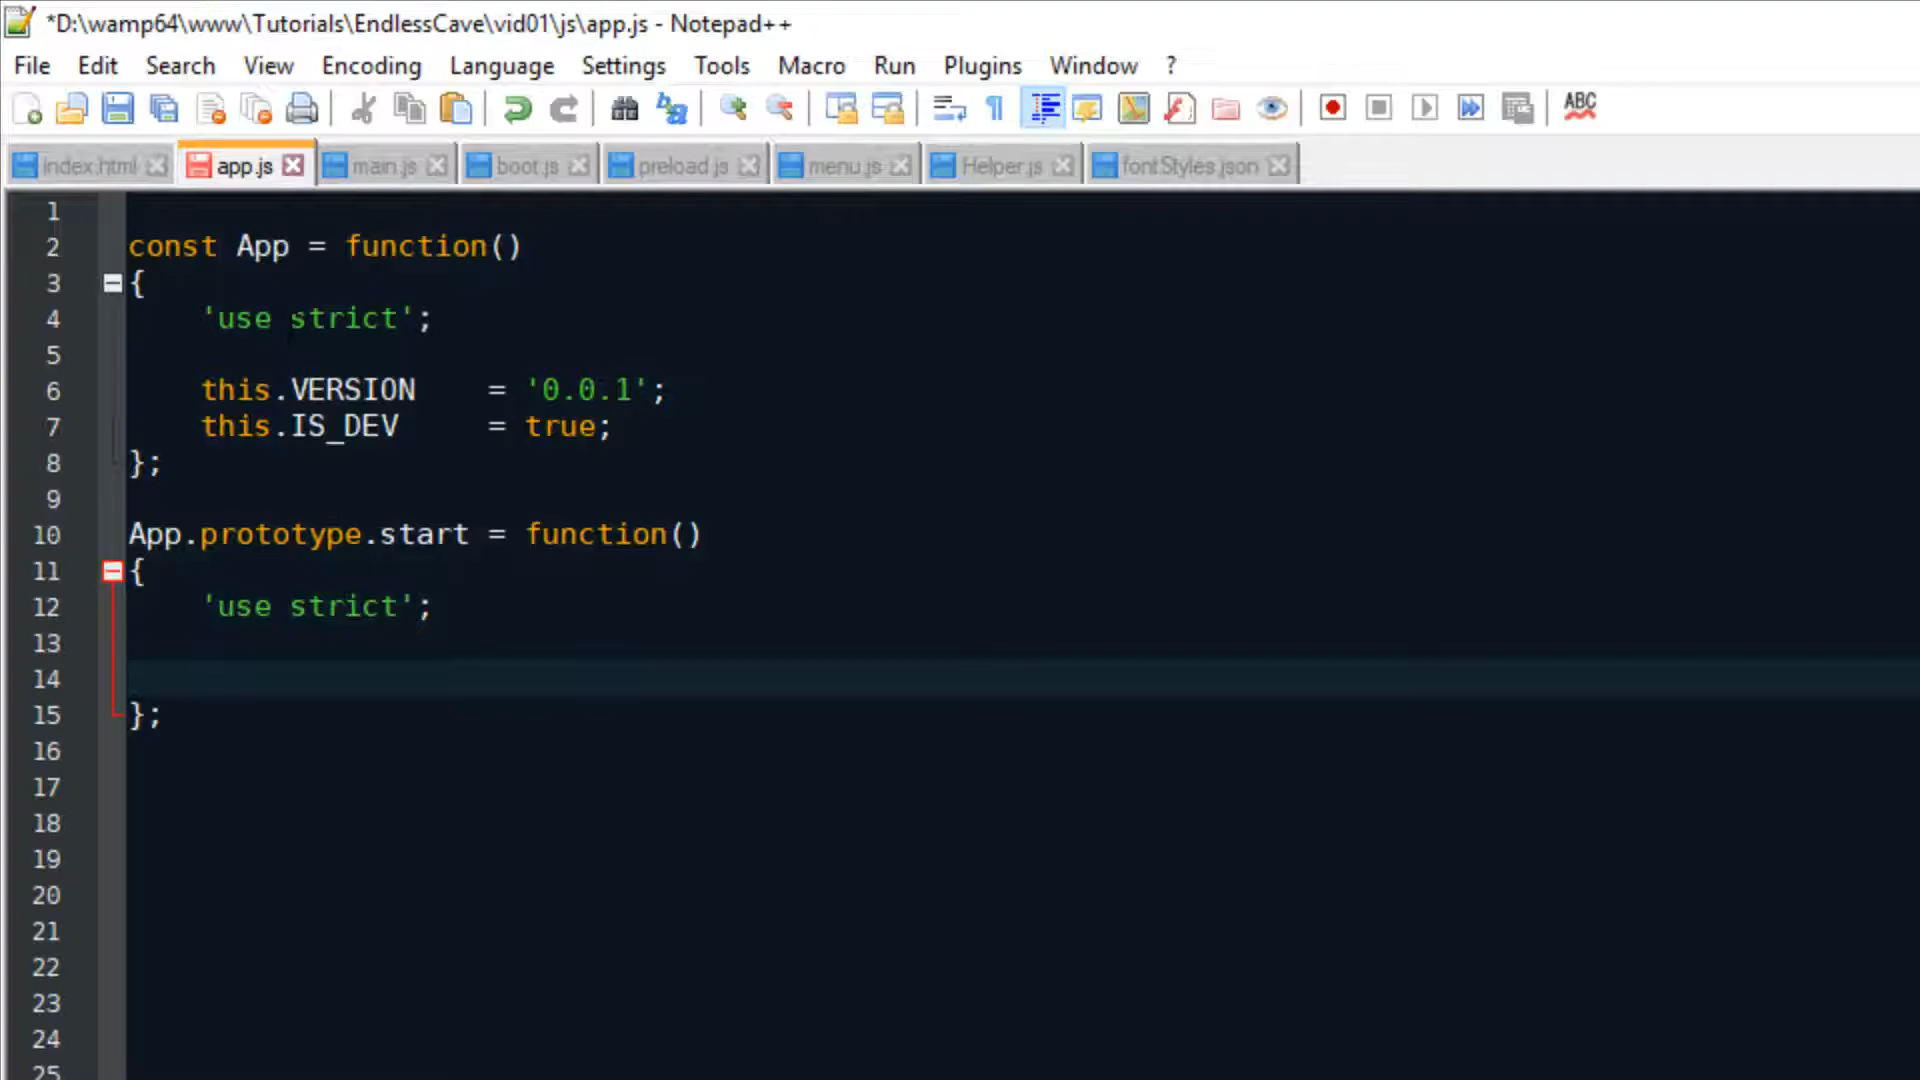 *D:\wamp64\www\Tutorials\EndlessCave\vid01\js\app.js - Notepad++
File Edit Search View Encoding Language Settings Tools Macro Run Plugins Window ?
ABC
index.html app.js main.js boot.js preload.js menu.js Helper.js fontStyles.json
1
2 const App = function()
3 {
4 'use strict';
5
6 this.VERSION = '0.0.1';
7 this.IS_DEV = true;
8 };
9
10 App.prototype.start = function()
11 {
12 'use strict';
13
14
15 };
16
17
18
19
20
21
22
23
24
25